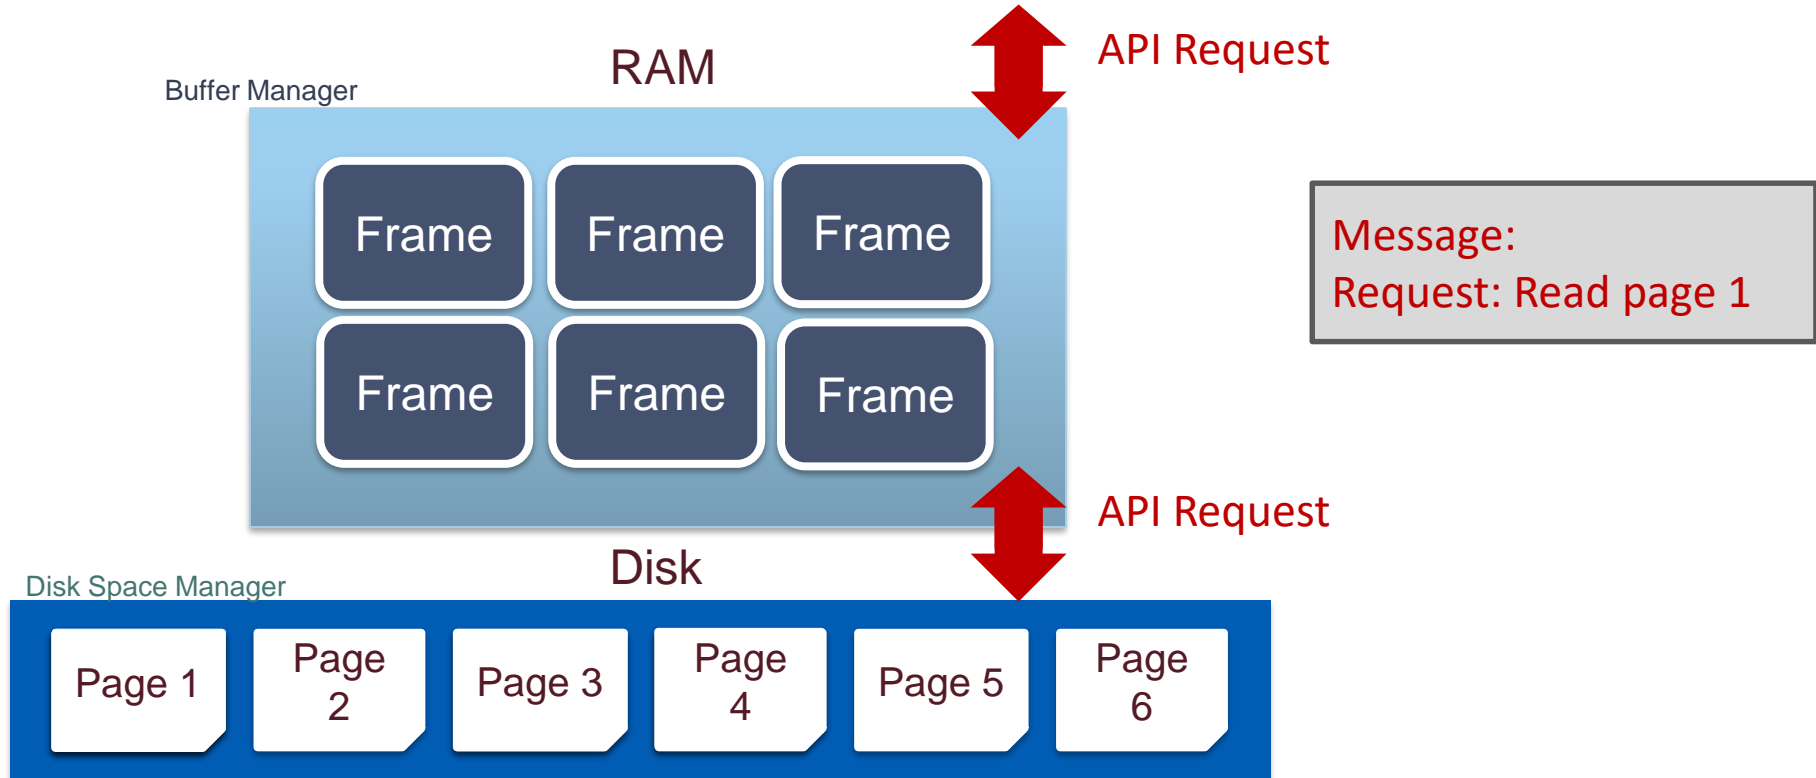 RAM
API Request
Buffer Manager
Frame
Frame
Frame
Message:
Request: Read page 1
Frame
Frame
Frame
API Request
Disk
Disk Space Manager
Page 1
Page
2
Page 3
Page
4
Page 5
Page
6